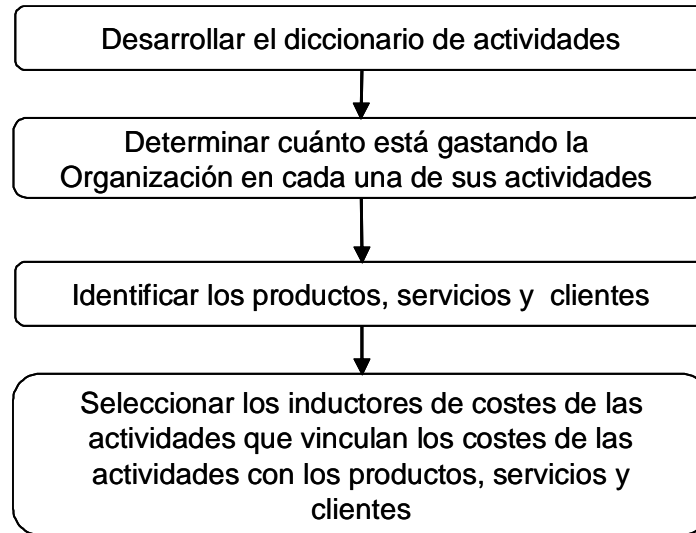 Desarrollar el diccionario de actividades
Determinar cuánto está gastando la
Organización en cada una de sus actividades
Identificar los productos, servicios y clientes
Seleccionar los inductores de costes de las
actividades que vinculan los costes de las
actividades con los productos, servicios y
clientes